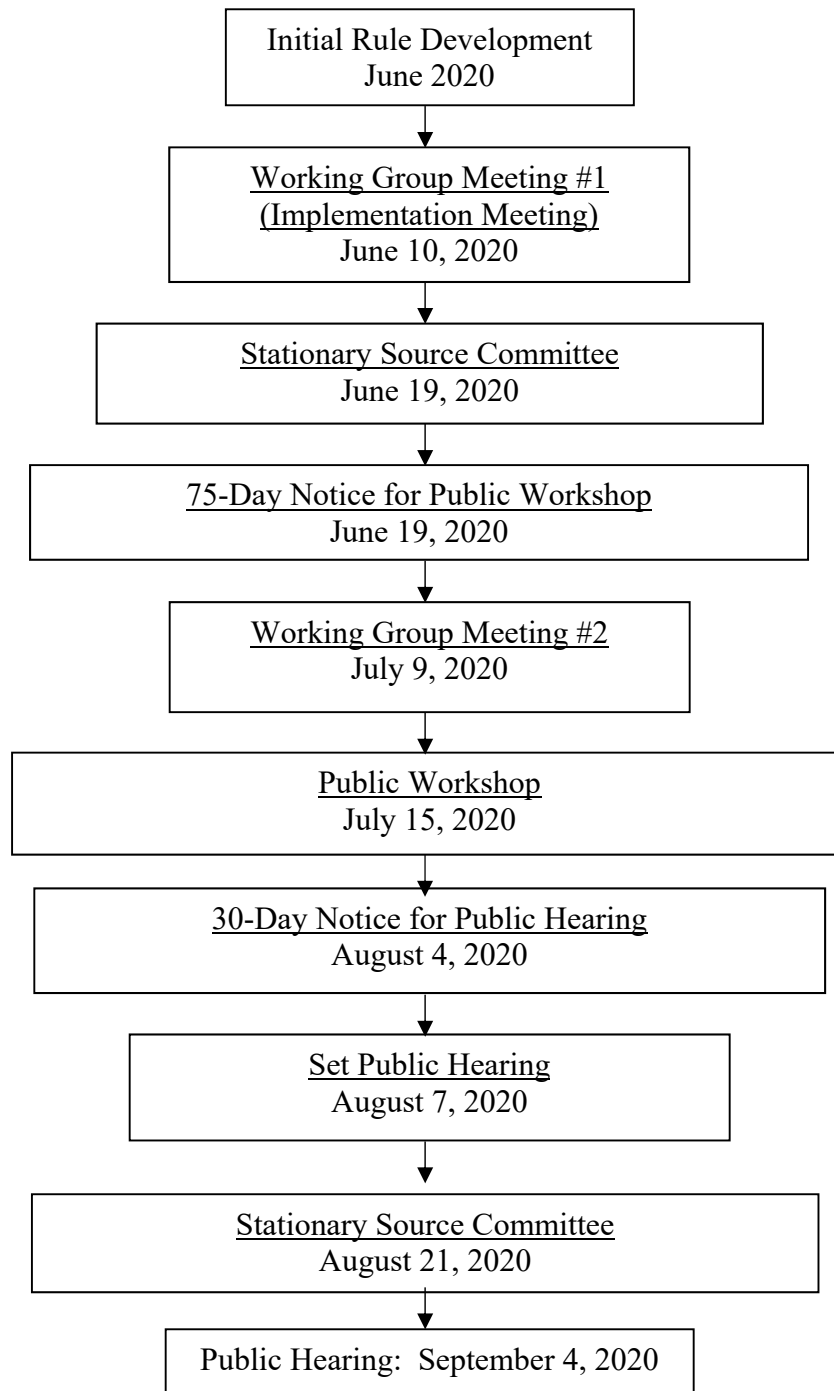 Initial Rule Development
June 2020
Working Group Meeting #1
(Implementation Meeting)
June 10, 2020
Stationary Source Committee
June 19, 2020
75-Day Notice for Public Workshop
June 19, 2020
Working Group Meeting #2
July 9, 2020
Public Workshop
July 15, 2020
30-Day Notice for Public Hearing
August 4, 2020
Set Public Hearing
August 7, 2020
Stationary Source Committee
August 21, 2020
Public Hearing:  September 4, 2020